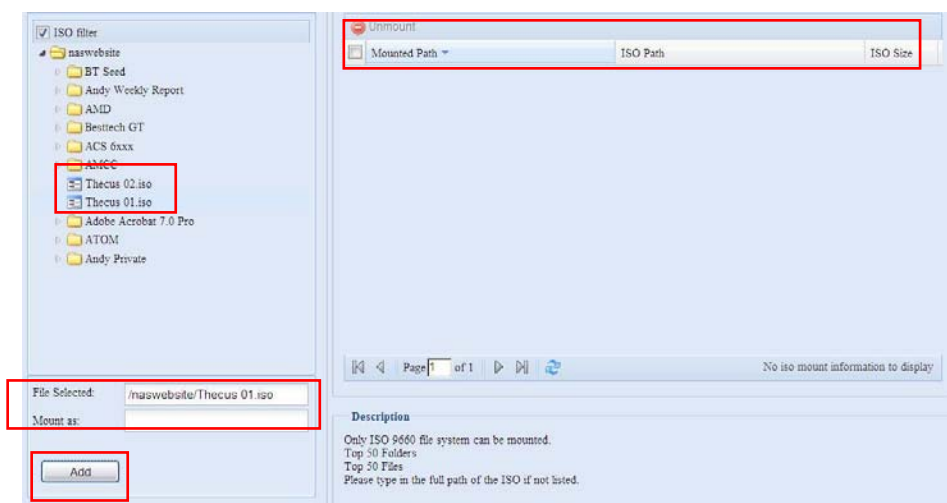 ISO filter
naswebsite
BT Seed
Andy Weekly Report
AMD
Besttech GT
ACS 6xxx
AMCC
Thecus 02.iso
Thecus 01.iso
Adobe Acrobat 7.0 Pro
ATOM
Andy Private
File Selected: /naswebsite/Thecus 01.iso
Mount as:
Add
Unmount
Mounted Path ISO Path ISO Size
Page 1 of 1 No iso mount information to display
Description
Only ISO 9660 file system can be mounted.
Top 50 Folders
Top 50 Files
Please type in the full path of the ISO if not listed.